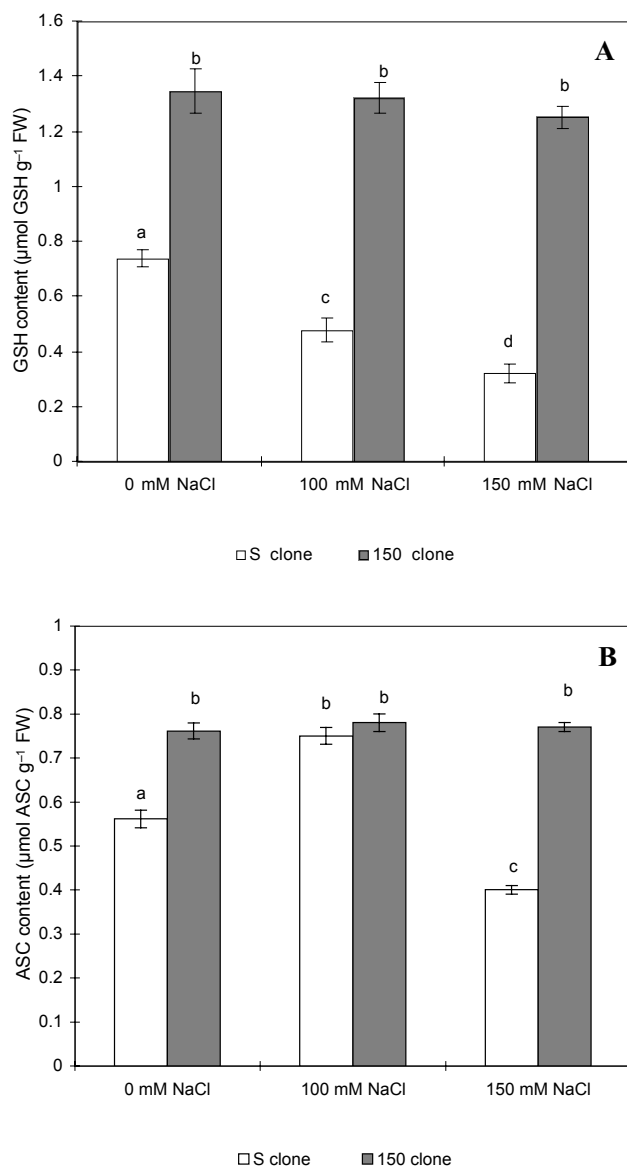 A
1.6
1.4
1.2
1
0.8
0.6
0.4
0.2
0
GSH content (µmol GSH g⁻¹ FW)
a
b
c
b
d
b
0 mM NaCl
100 mM NaCl
150 mM NaCl
S clone
150 clone
B
1
0.9
0.8
0.7
0.6
0.5
0.4
0.3
0.2
0.1
0
ASC content (µmol ASC g⁻¹ FW)
a
b
b
b
c
b
0 mM NaCl
100 mM NaCl
150 mM NaCl
S clone
150 clone